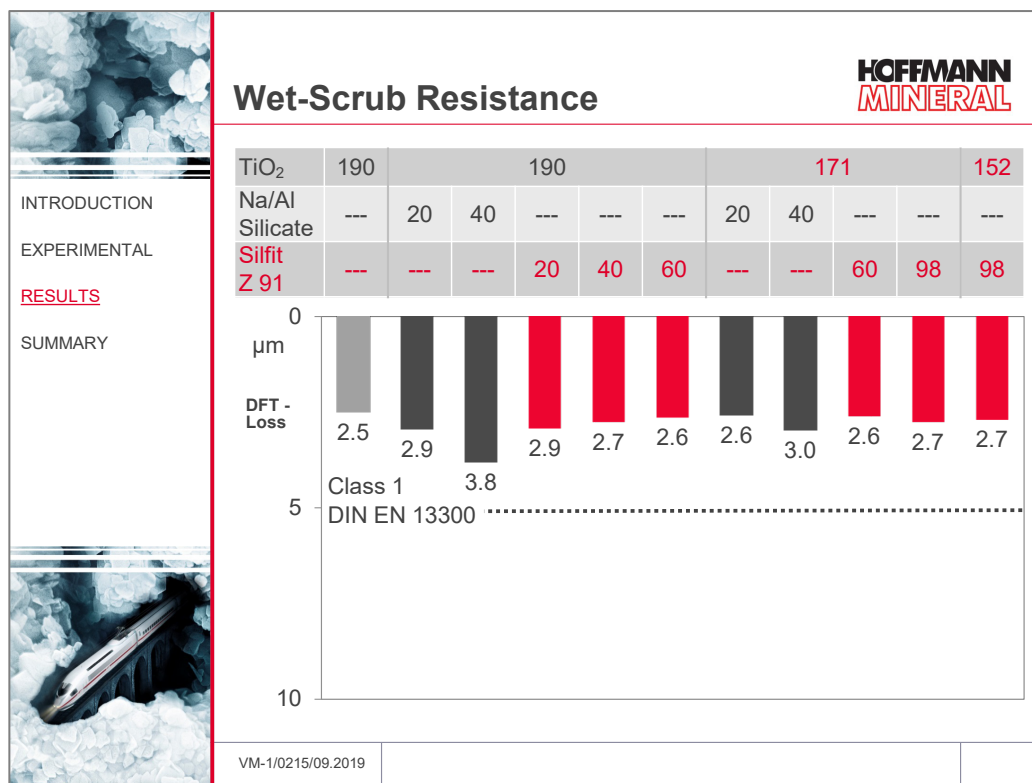 Wet-Scrub Resistance
HOFFMANN
MINERAL
INTRODUCTION
EXPERIMENTAL
RESULTS
SUMMARY
TiO₂ 190 190 171 152
Na/Al
Silicate --- 20 40 --- --- --- 20 40 --- --- ---
Silfit
Z 91 --- --- --- 20 40 60 --- --- 60 98 98
0
µm
DFT -
Loss
2.5 2.9 3.8 2.9 2.7 2.6 2.6 3.0 2.6 2.7 2.7
Class 1
5 DIN EN 13300
10
VM-1/0215/09.2019